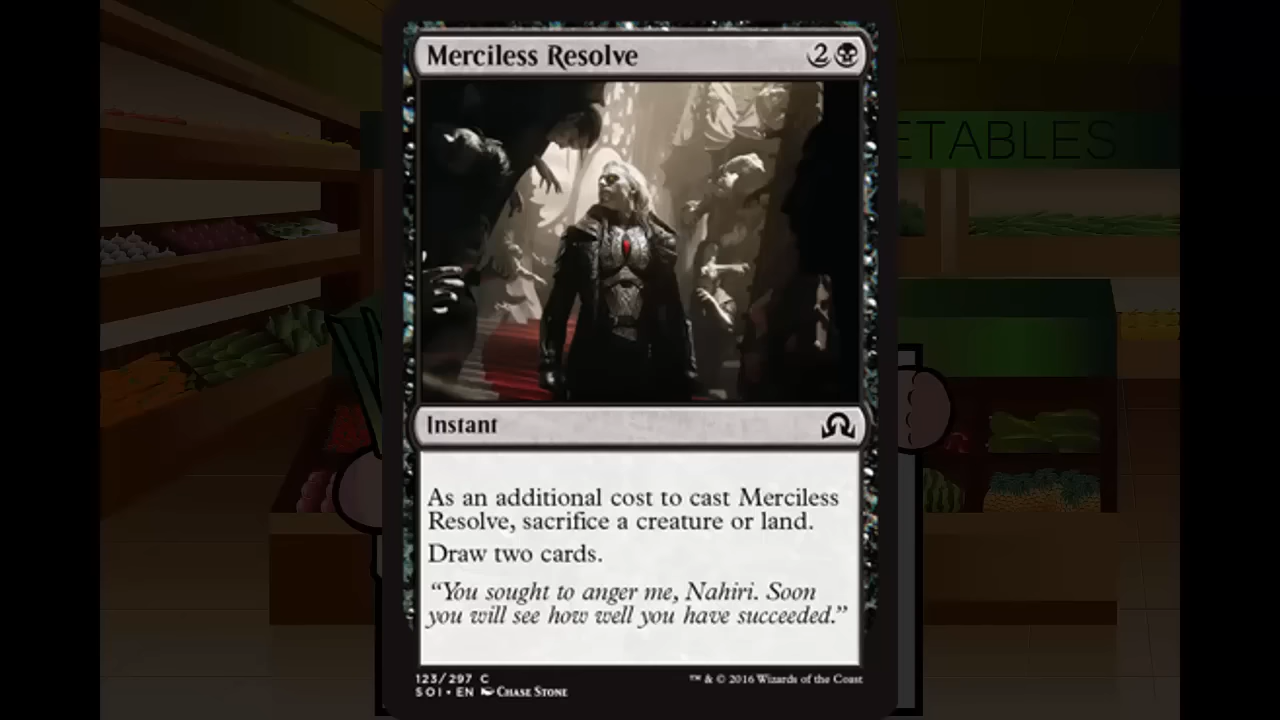 Merciless Resolve 2
ETABLES
Instant
As an additional cost to cast Merciless
Resolve, sacrifice a creature or land.
Draw two cards.
“You sought to anger me, Nahiri. Soon
you will see how well you have succeeded.”
123/297 C
SOI • EN CHASE STONE
™ & © 2016 Wizards of the Coast